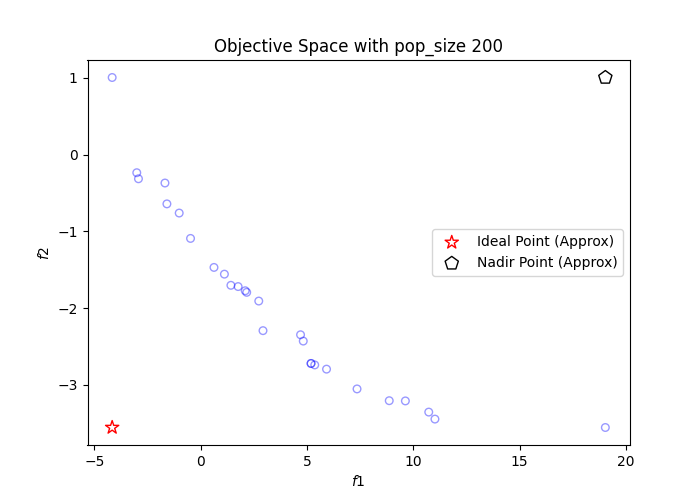 Objective Space with pop_size 200
1
0
−1
−2
−3
f2
Ideal Point (Approx)
Nadir Point (Approx)
−5
0
5
10
15
20
f1